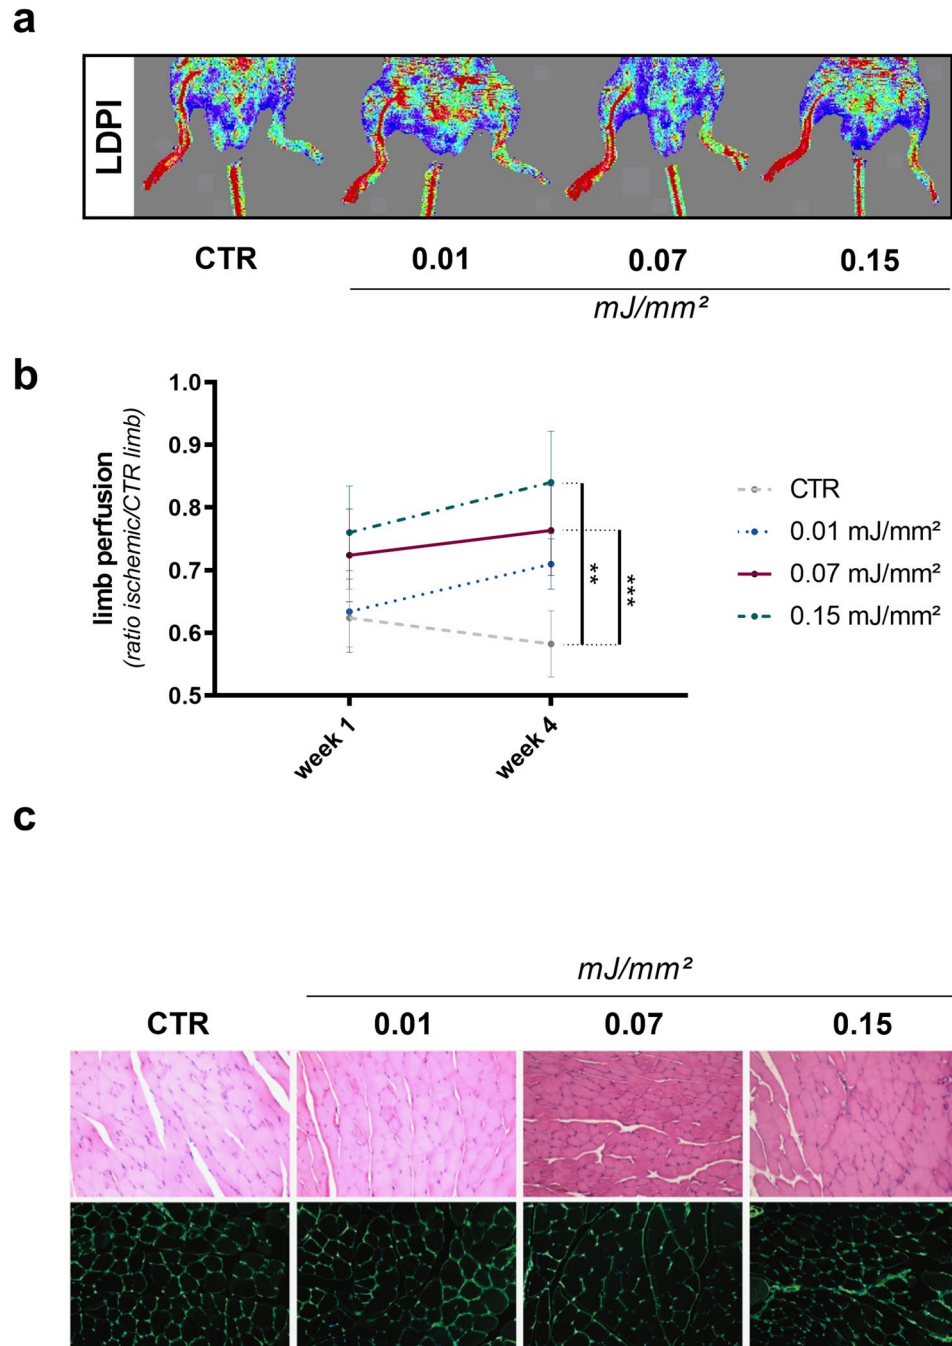 a
LDPI
CTR 0.01 0.07 0.15
mJ/mm²
b
limb perfusion
(ratio ischemic/CTR limb)
1.0
0.9
0.8
0.7
0.6
0.5
week 1
week 4
**
***
CTR
0.01 mJ/mm²
0.07 mJ/mm²
0.15 mJ/mm²
c
mJ/mm²
CTR 0.01 0.07 0.15